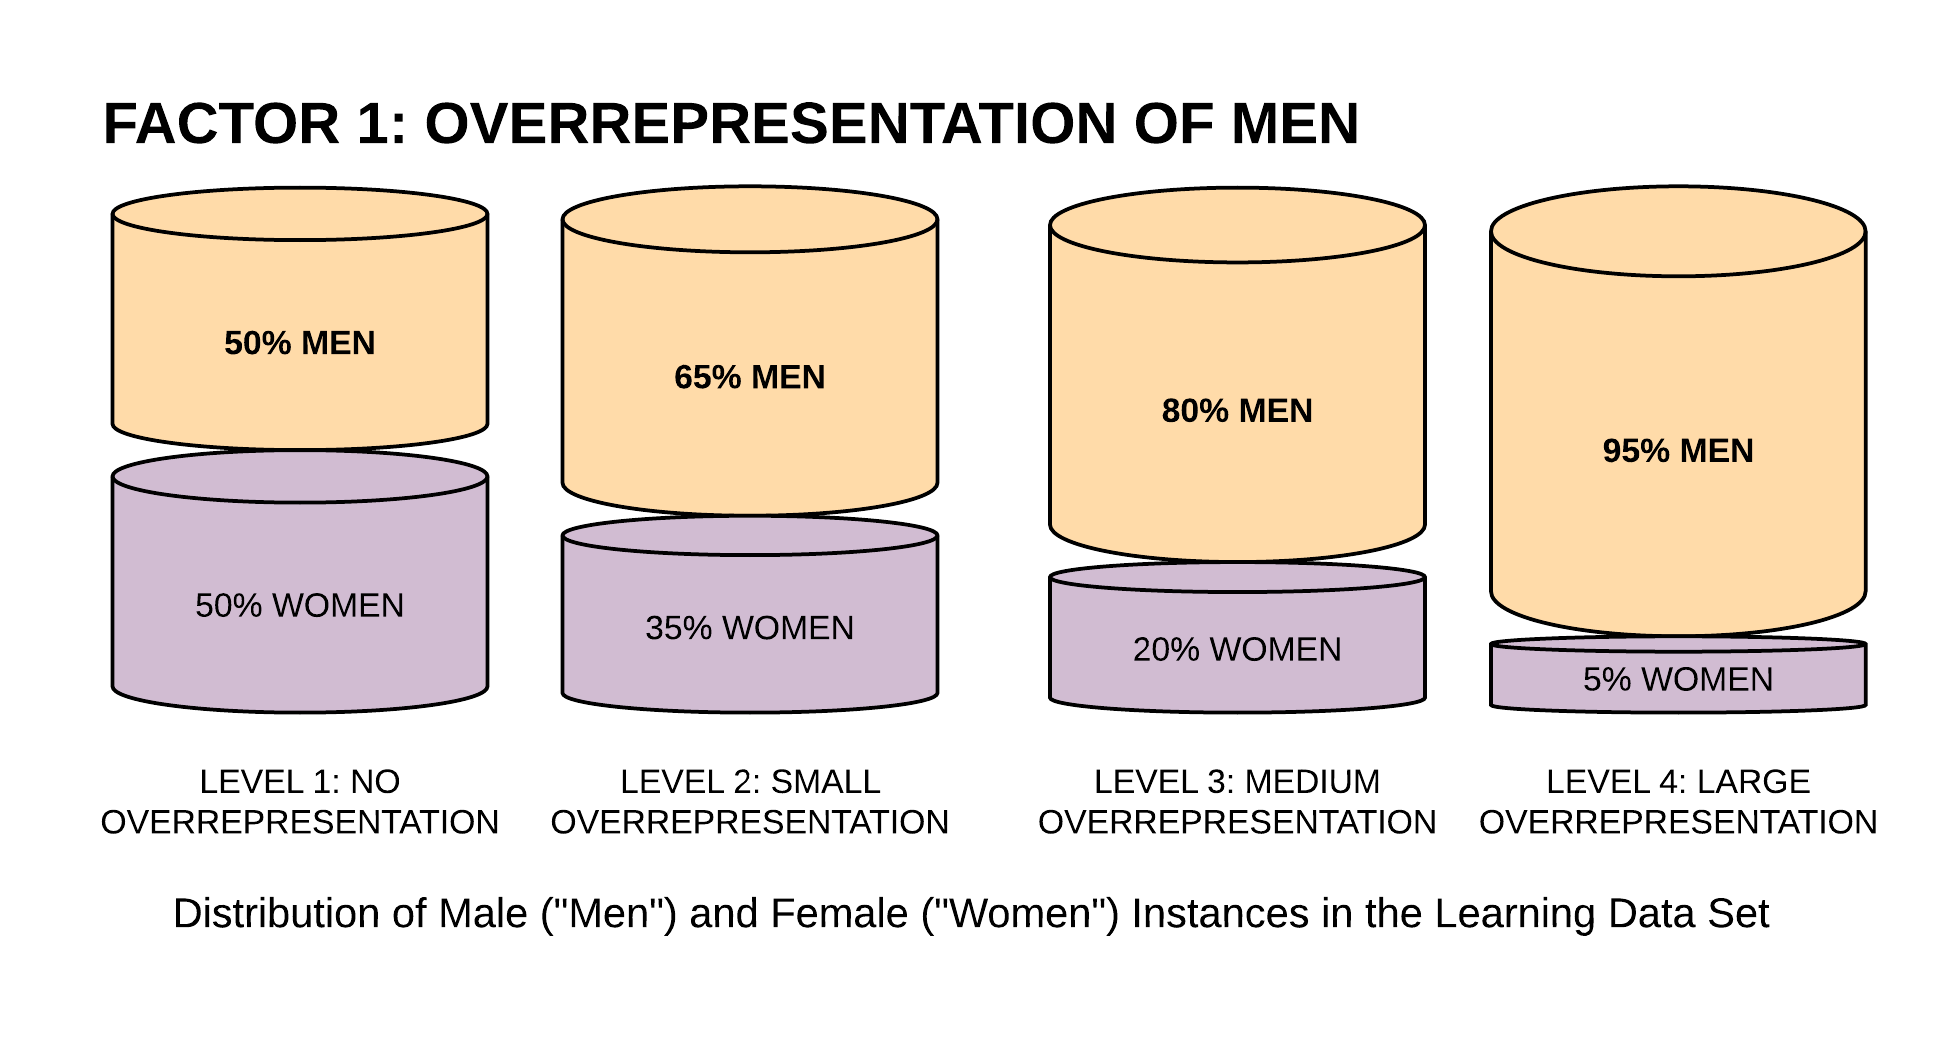 FACTOR 1: OVERREPRESENTATION OF MEN
50% MEN
50% WOMEN
65% MEN
35% WOMEN
80% MEN
20% WOMEN
95% MEN
5% WOMEN
LEVEL 1: NO
OVERREPRESENTATION
LEVEL 2: SMALL
OVERREPRESENTATION
LEVEL 3: MEDIUM
OVERREPRESENTATION
LEVEL 4: LARGE
OVERREPRESENTATION
Distribution of Male ("Men") and Female ("Women") Instances in the Learning Data Set